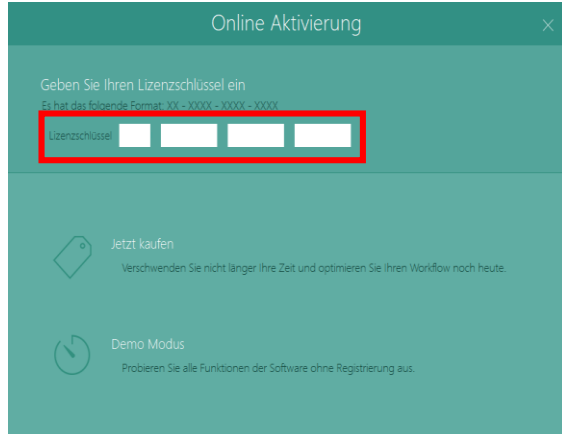 Online Aktivierung
Geben Sie Ihren Lizenzschlüssel ein
Es hat das folgende Format: XX - XXXX - XXXX - XXXX
Lizenzschlüssel
Jetzt kaufen
Verschwenden Sie nicht länger Ihre Zeit und optimieren Sie Ihren Workflow noch heute.
Demo Modus
Probieren Sie alle Funktionen der Software ohne Registrierung aus.